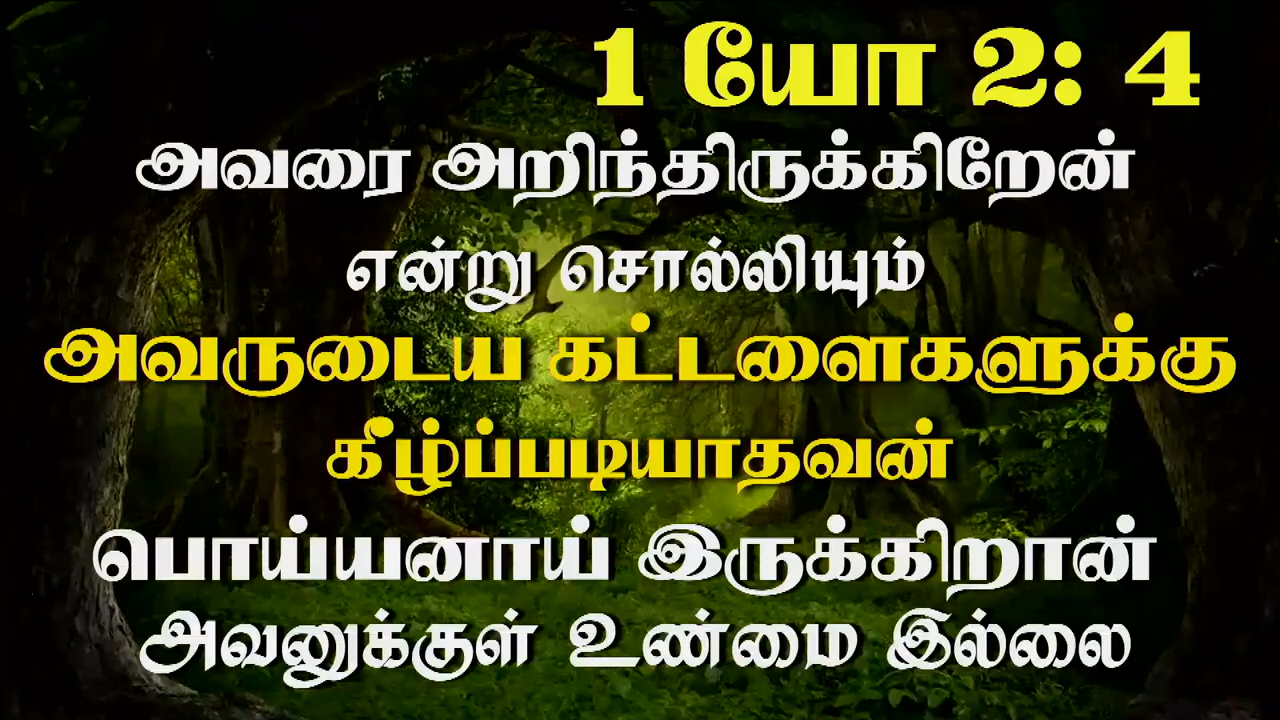 1 யோ 2: 4
அவரை அறிந்திருக்கிறேன்
என்று சொல்லியும்
அவருடைய கட்டளைகளுக்கு
கீழ்ப்படியாதவன்
பொய்யனாய் இருக்கிறான்
அவனுக்குள் உண்மை இல்லை